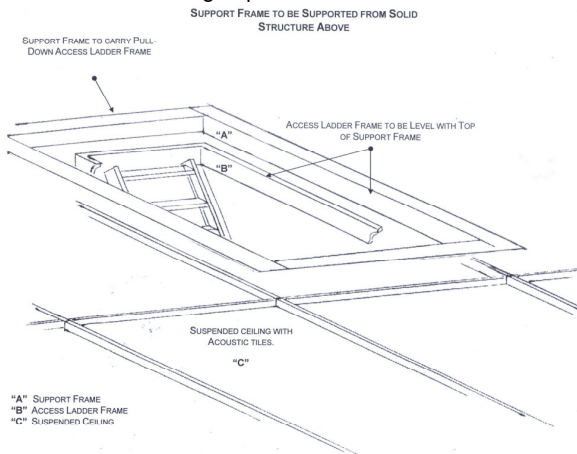 SUPPORT FRAME TO BE SUPPORTED FROM SOLID
STRUCTURE ABOVE
SUPPORT FRAME TO CARRY PULL-
DOWN ACCESS LADDER FRAME
ACCESS LADDER FRAME TO BE LEVEL WITH TOP
OF SUPPORT FRAME
"A"
"B"
SUSPENDED CEILING WITH
ACOUSTIC TILES.
"C"
"A" SUPPORT FRAME
"B" ACCESS LADDER FRAME
"C" SUSPENDED CEILING